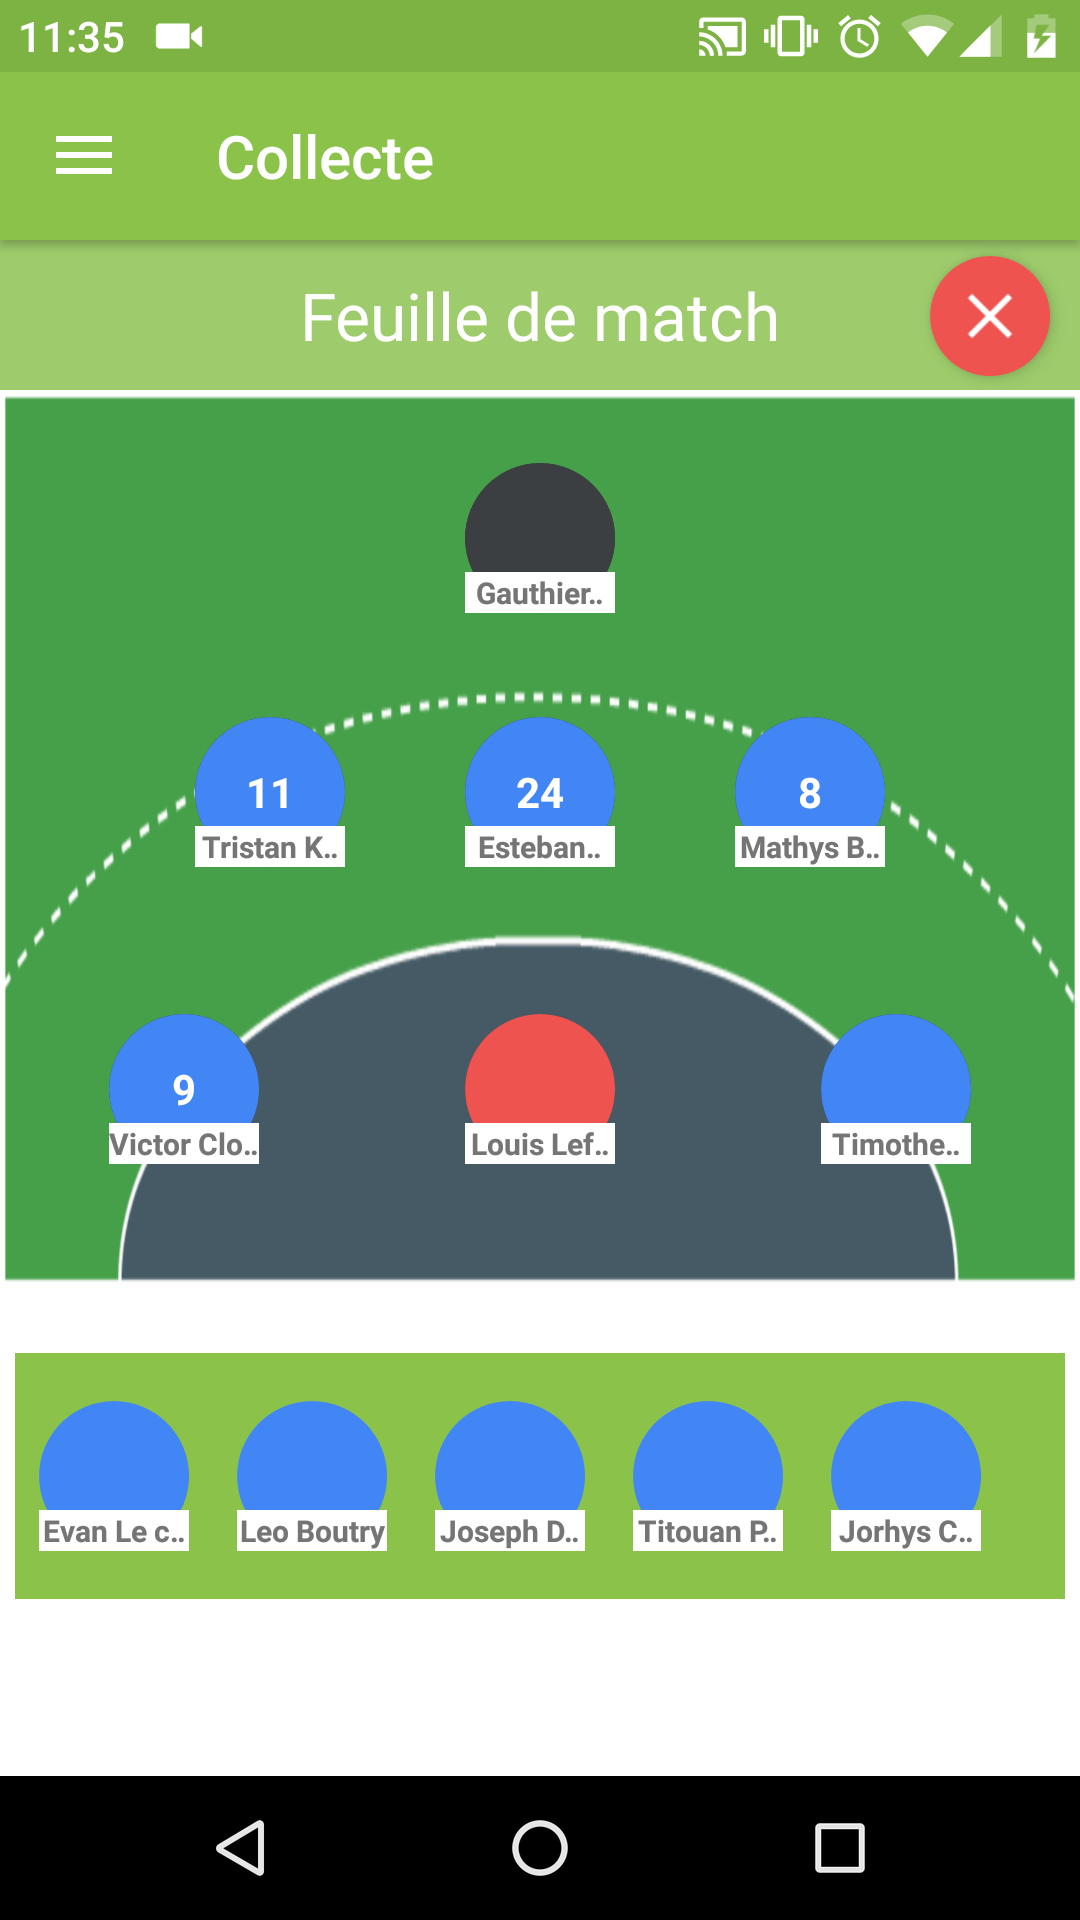 11:35
Collecte
Feuille de match
Gauthier..
11 24 8
Tristan K.. Esteban.. Mathys B..
9
Victor Clo.. Louis Lef.. Timothe..
Evan Le c.. Leo Boutry Joseph D.. Titouan P.. Jorhys C..